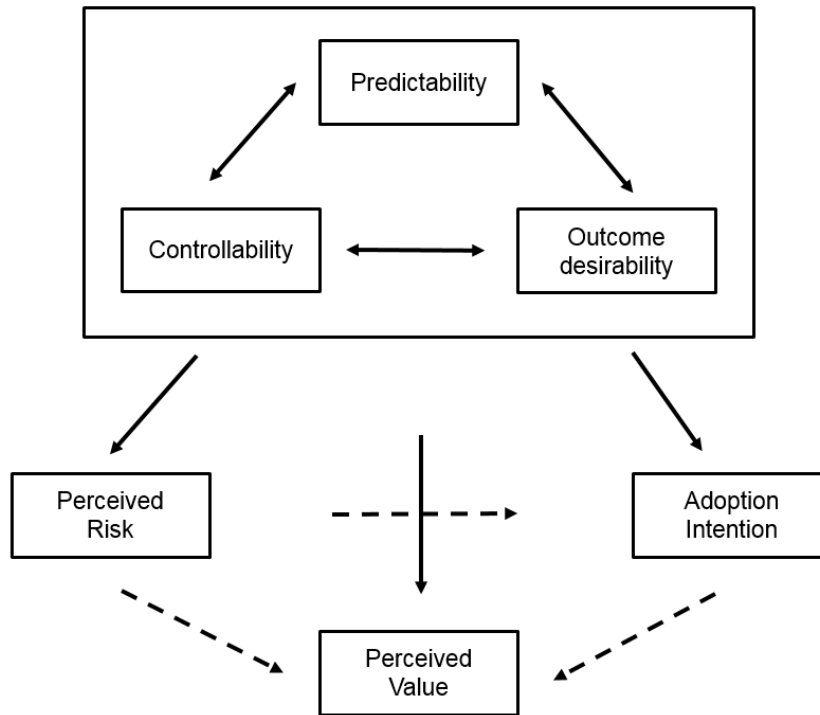 Predictability
Controllability
Outcome
desirability
Perceived
Risk
Adoption
Intention
Perceived
Value